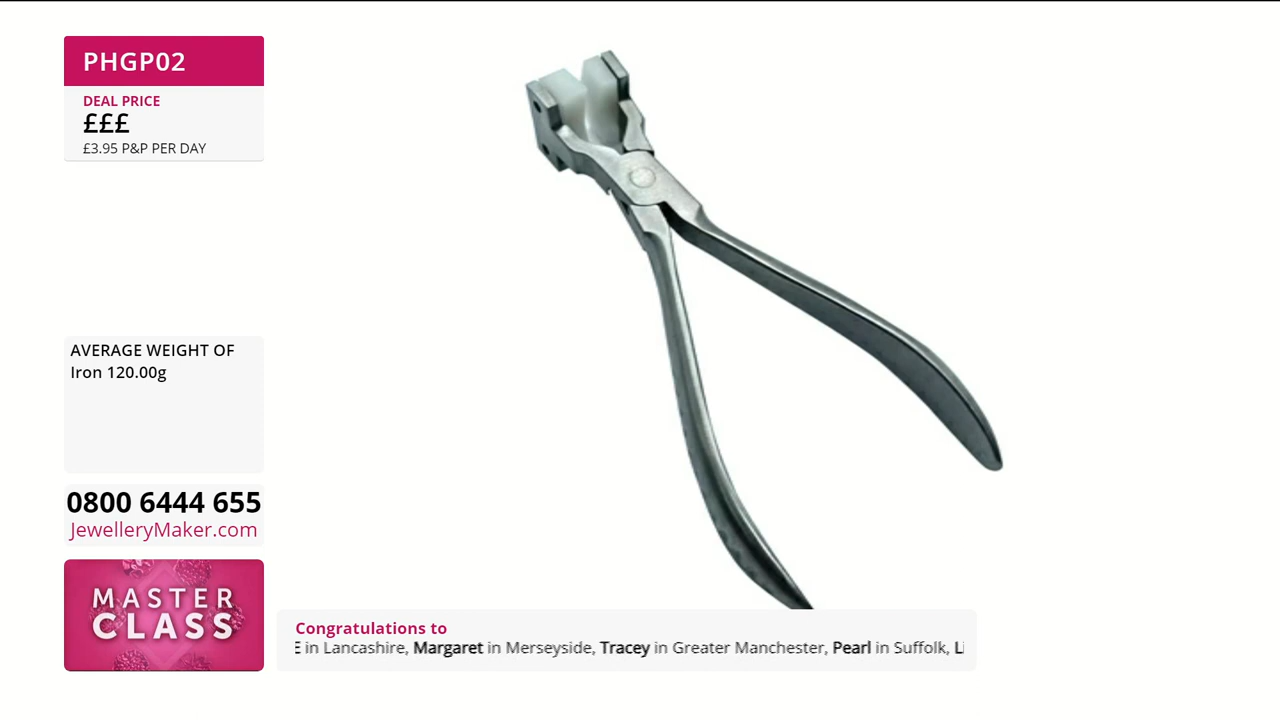 PHGP02
DEAL PRICE
£££
£3.95 P&P PER DAY
AVERAGE WEIGHT OF
Iron 120.00g
0800 6444 655
JewelleryMaker.com
MASTER
CLASS
Congratulations to
in Lancashire, Margaret in Merseyside, Tracey in Greater Manchester, Pearl in Suffolk,